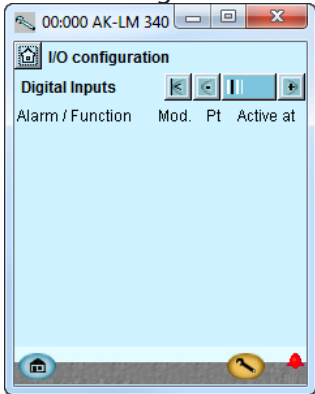 00:000 AK-LM 340
I/O configuration
Digital Inputs
Alarm / Function Mod. Pt Active at